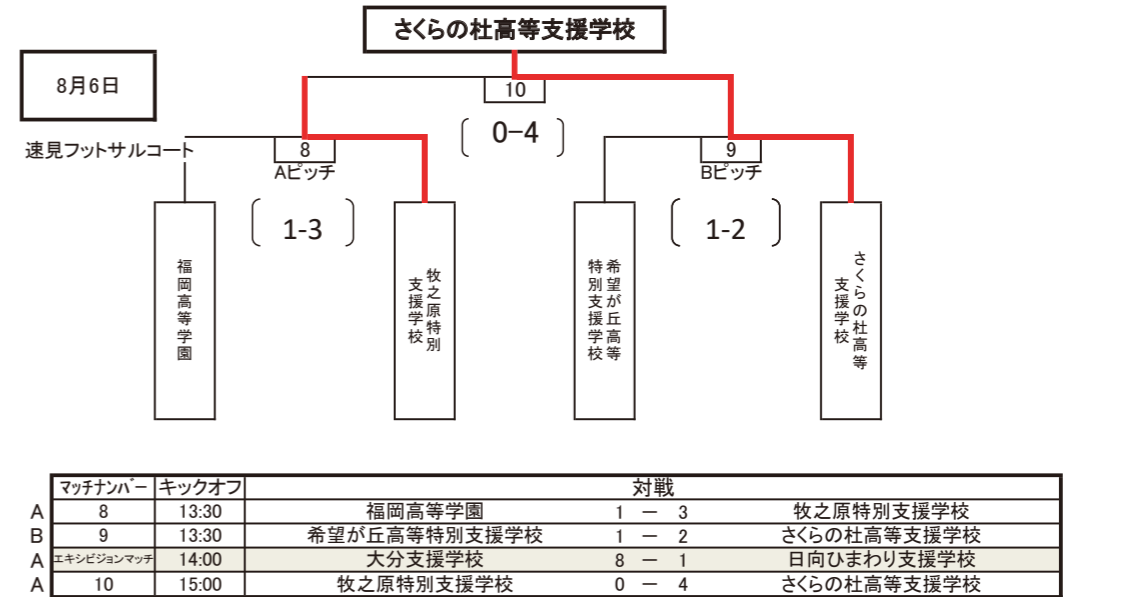 さくらの杜高等支援学校
8月6日
10
〔 0-4 〕
速見フットサルコート
8
Aピッチ
9
Bピッチ
〔 1-3 〕
〔 1-2 〕
福岡高等学園
牧之原特別
支援学校
希望が丘高等
特別支援学校
さくらの杜高等
支援学校
マッチナンバー キックオフ 対戦
A 8 13:30 福岡高等学園 1 － 3 牧之原特別支援学校
B 9 13:30 希望が丘高等特別支援学校 1 － 2 さくらの杜高等支援学校
A エキシビジョンマッチ 14:00 大分支援学校 8 － 1 日向ひまわり支援学校
A 10 15:00 牧之原特別支援学校 0 － 4 さくらの杜高等支援学校